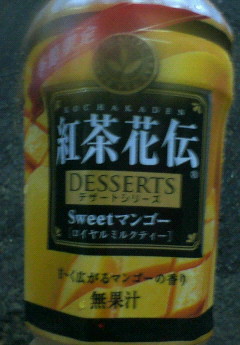 KOCHAKADEN
紅茶花伝®
DESSERTS
デザートシリーズ
Sweetマンゴー
[ロイヤルミルクティー]
甘〜く広がるマンゴーの香り
無果汁